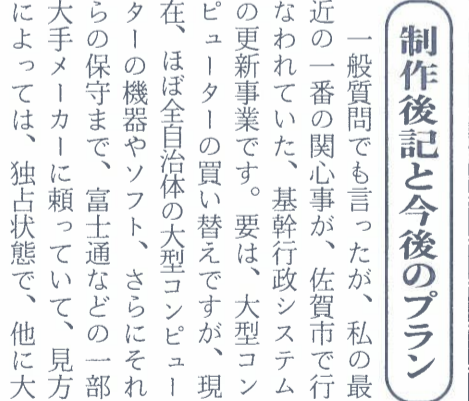 制作後記と今後のプラン
一般質問でも言ったが、私の最
近の一番の関心事が、佐賀市で行
なわれていた、基幹行政システム
の更新事業です。要は、大型コン
ピューターの買い替えですが、現
在、ほぼ全自治体の大型コンピュー
ターの機器やソフト、さらにそれ
らの保守まで、富士通などの一部
大手メーカーに頼っていて、見方
によっては、独占状態で、他に大